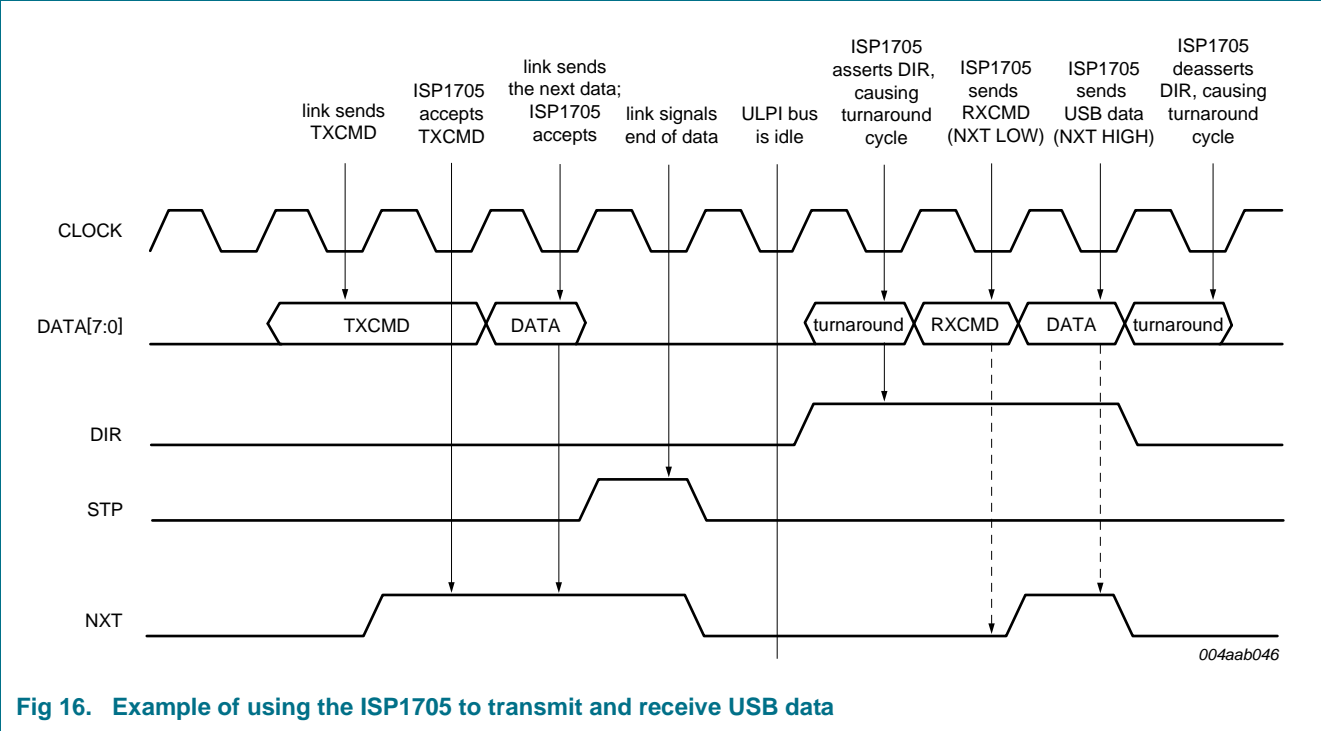 link sends
TXCMD
ISP1705
accepts
TXCMD
link sends
the next data;
ISP1705
accepts
link signals
end of data
ULPI bus
is idle
ISP1705
asserts DIR,
causing
turnaround
cycle
ISP1705
sends
RXCMD
(NXT LOW)
ISP1705
sends
USB data
(NXT HIGH)
ISP1705
deasserts
DIR, causing
turnaround
cycle
CLOCK
DATA[7:0]
TXCMD
DATA
turnaround
RXCMD
DATA
turnaround
DIR
STP
NXT
004aab046
Fig 16. Example of using the ISP1705 to transmit and receive USB data